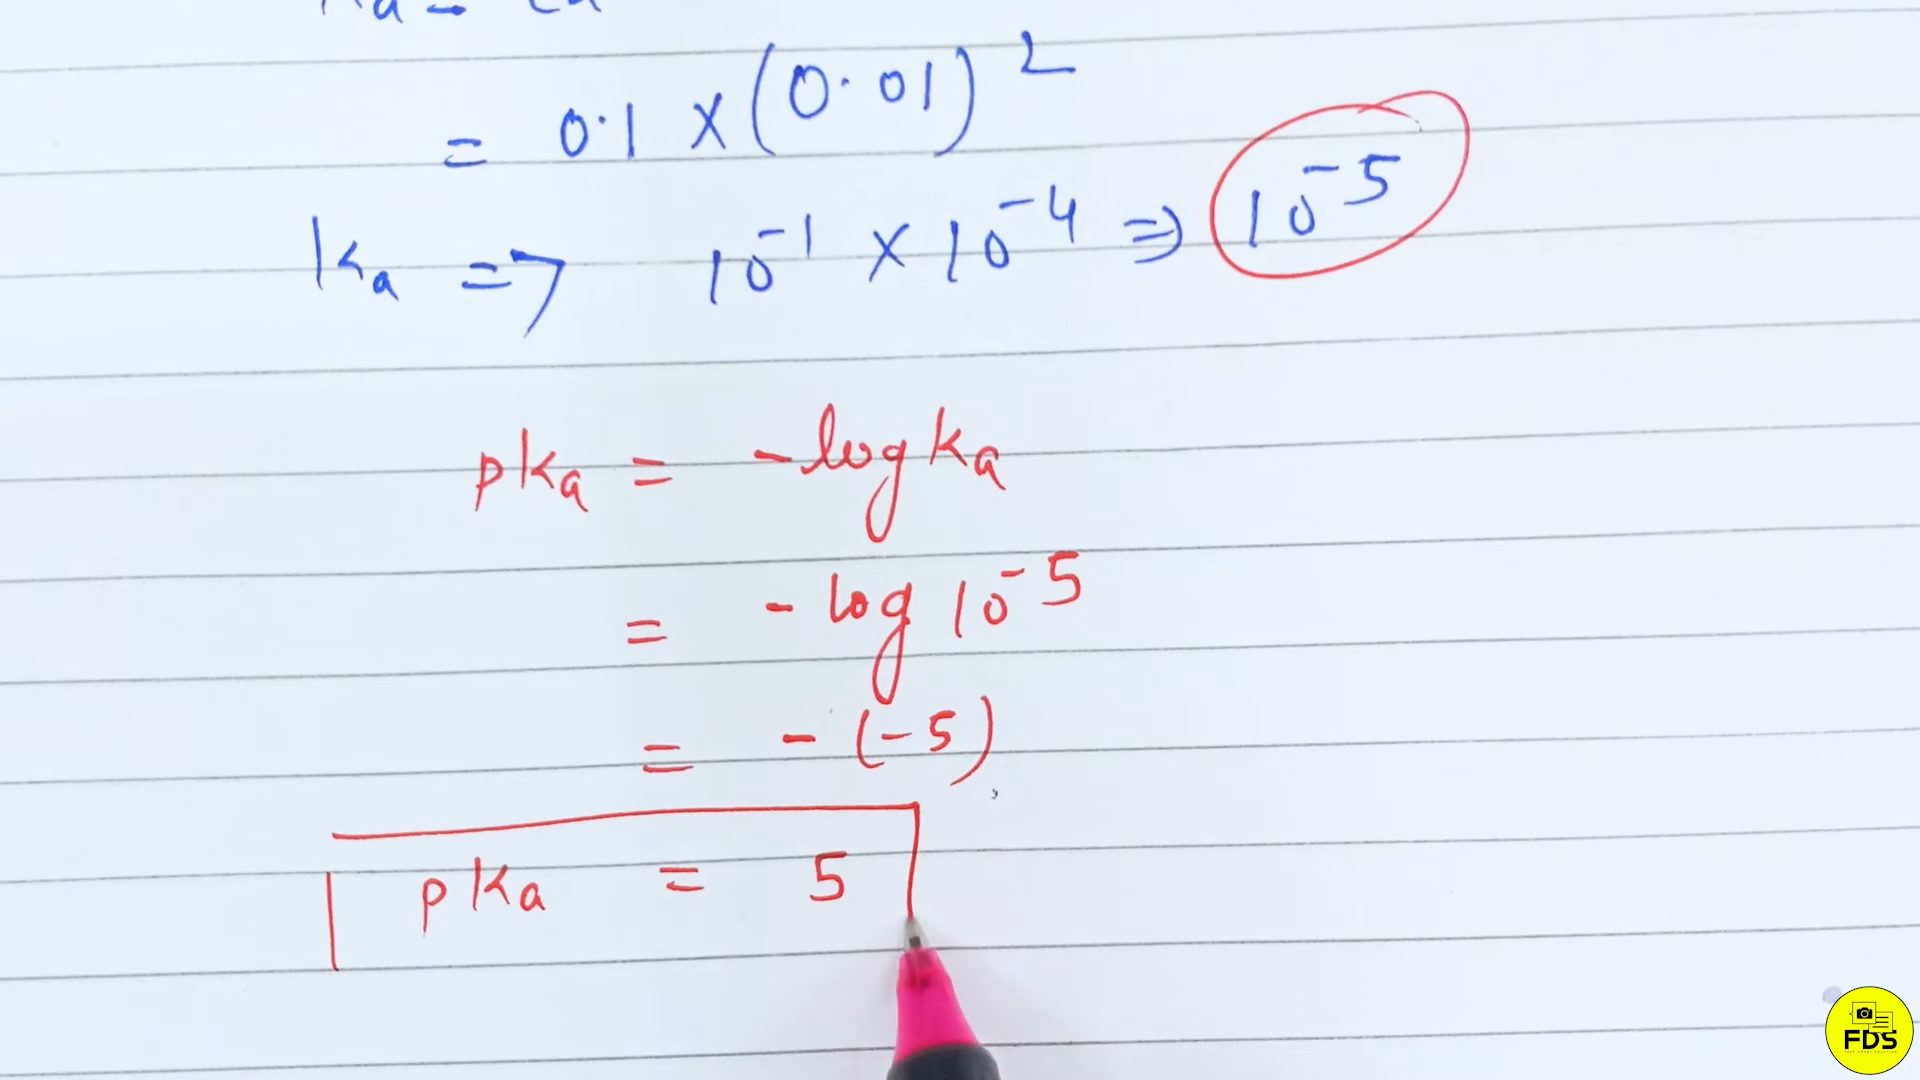 = 0.1 × (0.01)²
Ka => 10⁻¹ × 10⁻⁴ => 10⁻⁵
pKa = -log Ka
= -log 10⁻⁵
= -(-5)
pKa = 5
FDS